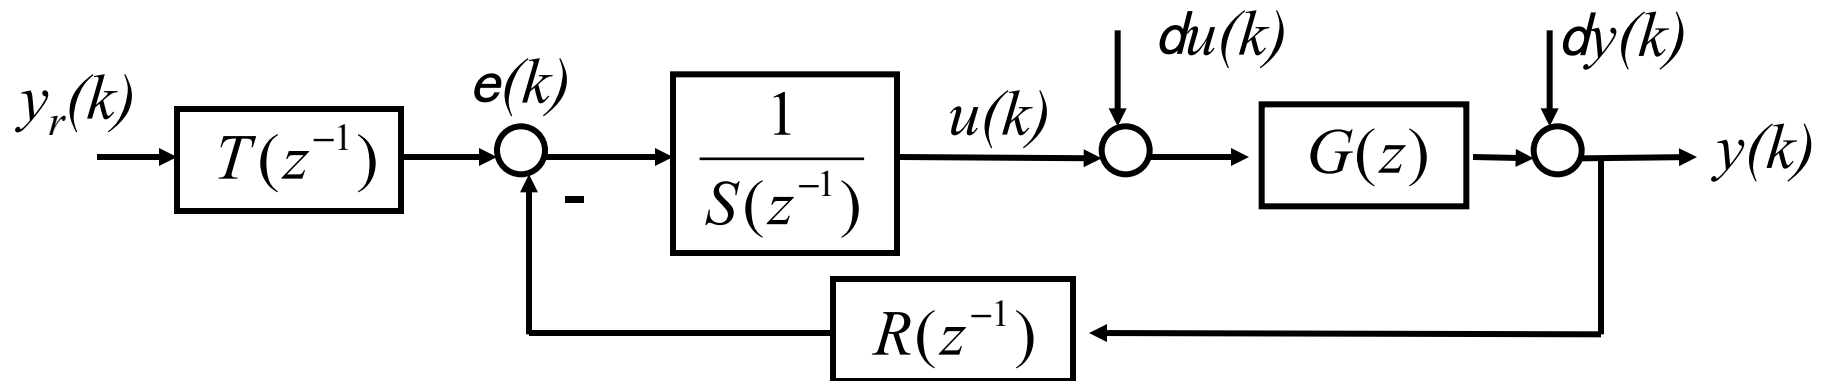 y_r(k)
T(z^{-1})
e(k)
-
1
S(z^{-1})
u(k)
du(k)
G(z)
dy(k)
y(k)
R(z^{-1})